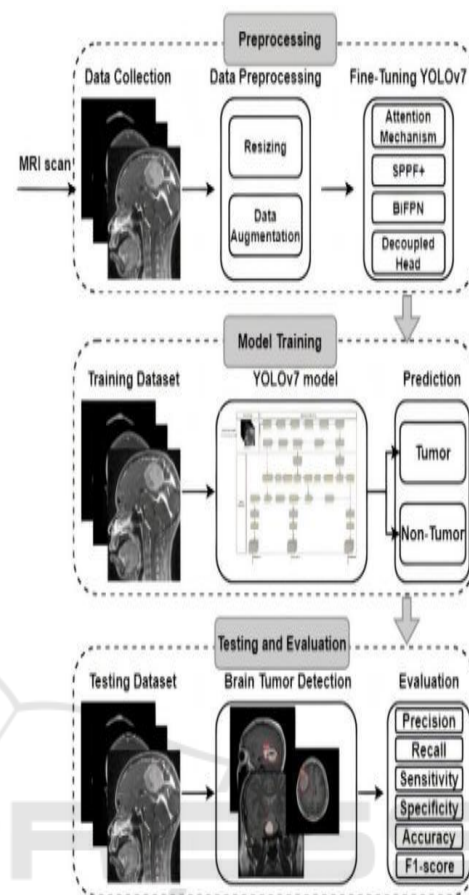 Preprocessing
Data Collection
Data Preprocessing
Fine-Tuning YOLOv7
MRI scan
Resizing
Data
Augmentation
Attention
Mechanism
SPPF+
BiFPN
Decoupled
Head
Model Training
Training Dataset
YOLOv7 model
Prediction
Tumor
Non-Tumor
Testing and Evaluation
Testing Dataset
Brain Tumor Detection
Evaluation
Precision
Recall
Sensitivity
Specificity
Accuracy
F1-score